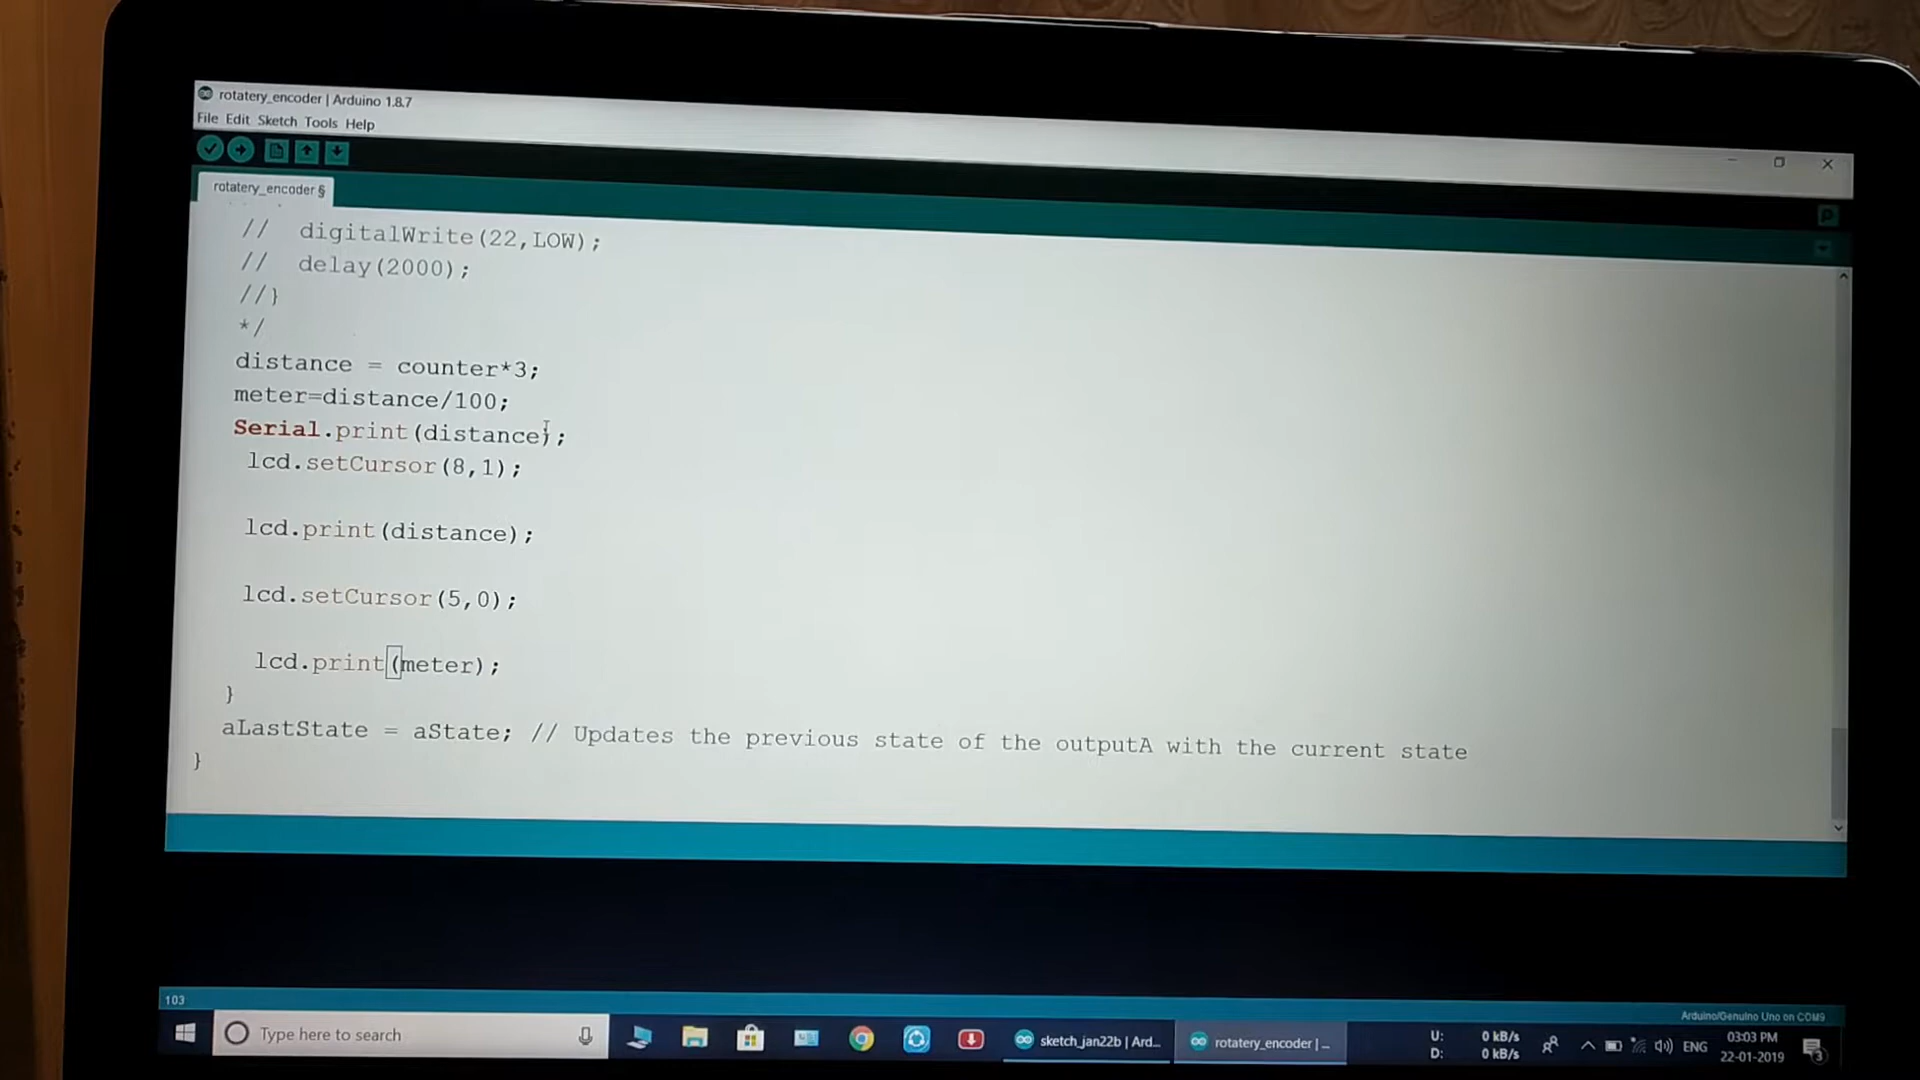 rotatery_encoder | Arduino 1.8.7
File Edit Sketch Tools Help
rotatery_encoder §
// digitalWrite(22,LOW);
// delay(2000);
//}
*/
distance = counter*3;
meter=distance/100;
Serial.print(distance);
lcd.setCursor(8,1);
lcd.print(distance);
lcd.setCursor(5,0);
lcd.print(meter);
}
aLastState = aState; // Updates the previous state of the outputA with the current state
}
103
Arduino/Genuino Uno on COM9
Type here to search
sketch_jan22b | Ard...
rotatery_encoder | ...
U: 0 kB/s
D: 0 kB/s
ENG
03:03 PM
22-01-2019
3